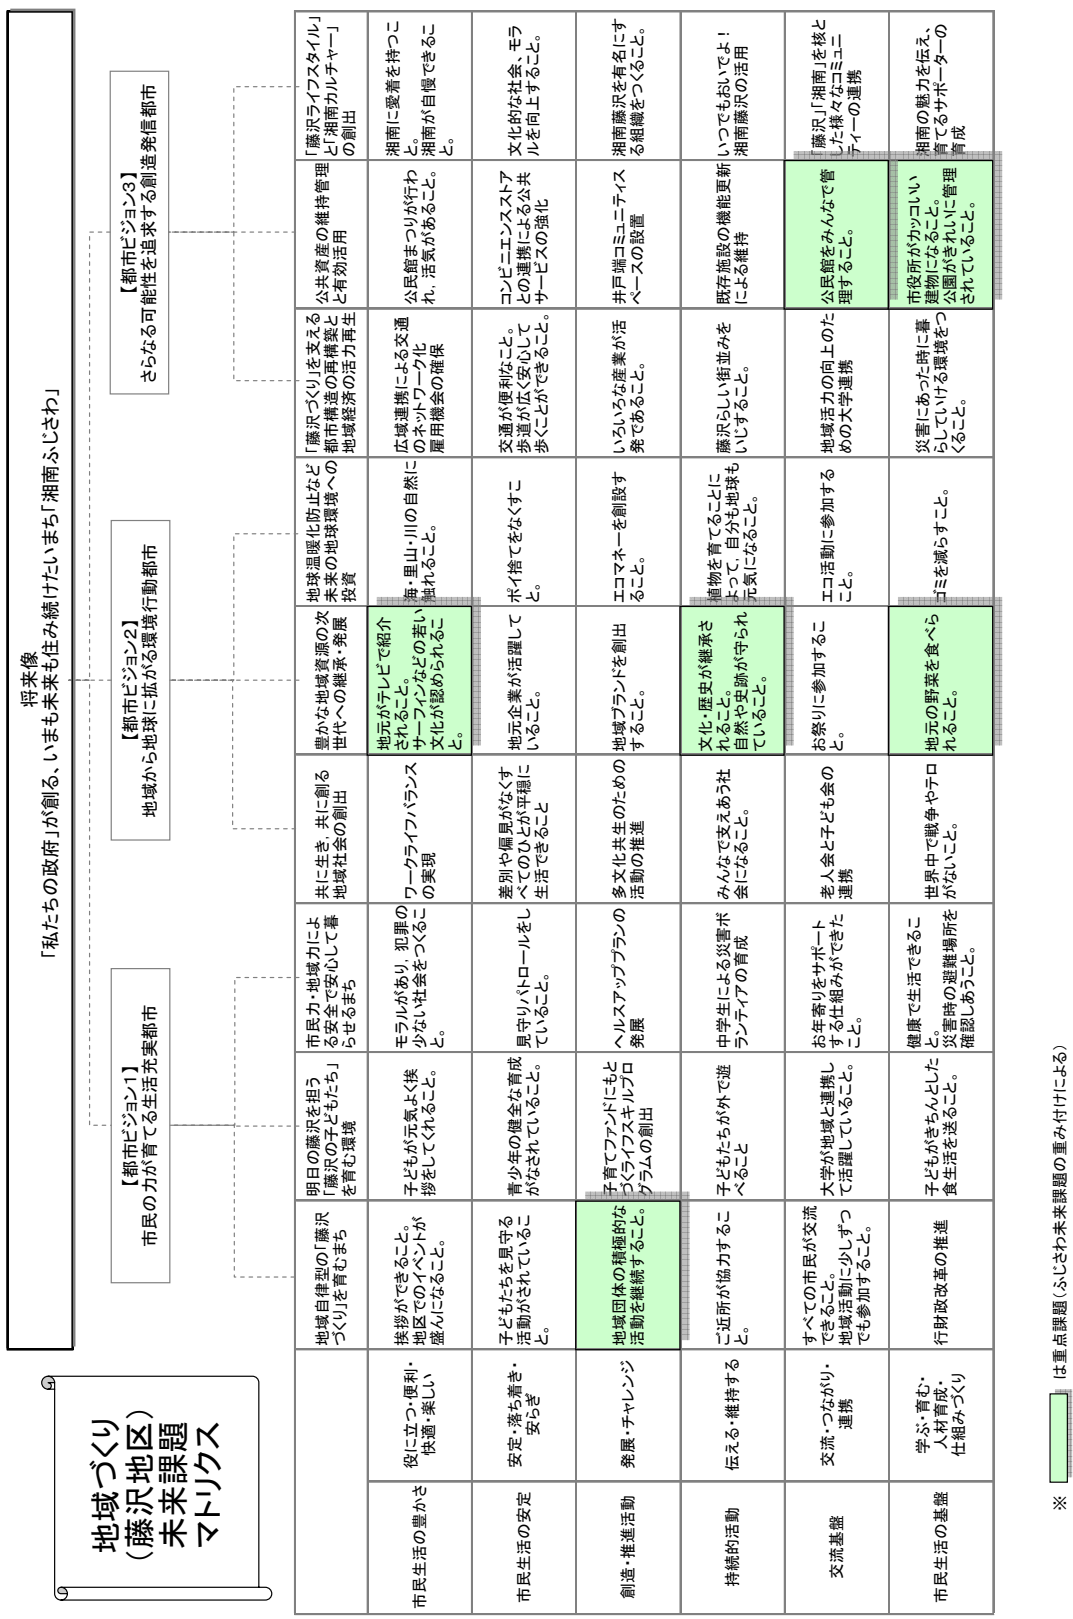 地域づくり
(藤沢地区)
未来課題
マトリクス
将来像
「私たちの政府」が創る、いまも未来も住み続けたいまち「湘南ふじさわ」
【都市ビジョン1】
市民の力が育てる生活充実都市
【都市ビジョン2】
地域から地球に拡がる環境行動都市
【都市ビジョン3】
さらなる可能性を追求する創造発信都市
地域自律型の「藤沢
づくり」を育むまち
明日の藤沢を担う
「藤沢の子どもたち」
を育む環境
市民力・地域力によ
る安全で安心して暮
らせるまち
共に生き、共に創る
地域社会の創出
豊かな地域資源の次
世代への継承・発展
地球温暖化防止など
未来の地球環境への
投資
「藤沢づくり」を支える
都市構造の再構築と
地域経済の活力再生
公共資産の維持管理
と有効活用
「藤沢ライフスタイル」
と「湘南カルチャー」
の創出
市民生活の豊かさ
役に立つ・便利・
快適・楽しい
挨拶ができること。
地区でのイベントが
盛んになること。
子どもが元気よく挨
拶をしてくれること。
モラルがあり、犯罪の
少ない社会をつくるこ
と。
ワークライフバランス
の実現
地元がテレビで紹介
されること。
サーフィンなどの若い
文化が認められるこ
と。
海・里山・川の自然に
触れること。
広域連携による交通
のネットワーク化
雇用機会の確保
公民館まつりが行わ
れ、活気があること。
湘南に愛着を持つこ
と。
湘南が自慢できるこ
と。
市民生活の安定
安定・落ち着き・
安らぎ
子どもたちを見守る
活動がされているこ
と。
青少年の健全な育成
がなされていること。
見守りパトロールをし
ていること。
差別や偏見がなくす
べてのひとが平穏に
生活できること
地元企業が活躍して
いること。
ポイ捨てをなくすこ
と。
交通が便利なこと。
歩道が広く安心して
歩くことができること。
コンビニエンスストア
との連携による公共
サービスの強化
文化的な社会、モラ
ルを向上すること。
創造・推進活動
発展・チャレンジ
地域団体の積極的な
活動を継続すること。
子育てファンドにもと
づくライフスキルプロ
グラムの創出
ヘルスアッププランの
発展
多文化共生のための
活動の推進
地域ブランドを創出
すること。
エコマネーを創設す
ること。
いろいろな産業が活
発であること。
井戸端コミュニティス
ペースの設置
湘南藤沢を有名にす
る組織をつくること。
持続的活動
伝える・維持する
ご近所が協力するこ
と。
子どもたちが外で遊
べること
中学生による災害ボ
ランティアの育成
みんなで支えあう社
会になること。
文化・歴史が継承さ
れること。
自然や史跡が守られ
ていること。
植物を育てることに
よって、自分も地球も
元気になること。
藤沢らしい街並みを
いじすること。
既存施設の機能更新
による維持
いつでもおいでよ！
湘南藤沢の活用
交流基盤
交流・つながり・
連携
すべての市民が交流
できること。
地域活動に少しずつ
でも参加すること。
大学が地域と連携し
て活躍していること。
お年寄りをサポート
する仕組みができた
こと。
老人会と子ども会の
連携
お祭りに参加するこ
と。
エコ活動に参加する
こと。
地域活力の向上のた
めの大学連携
公民館をみんなで管
理すること。
「藤沢」「湘南」を核と
した様々なコミュニ
ティーの連携
市民生活の基盤
学ぶ・育む・
人材育成・
仕組みづくり
行財政改革の推進
子どもがきちんとした
食生活を送ること。
健康で生活できるこ
と。
災害時の避難場所を
確認しあうこと。
世界中で戦争やテロ
がないこと。
地元の野菜を食べら
れること。
ゴミを減らすこと。
災害にあった時に暮
らしていける環境をつ
くること。
市役所がカッコいい
建物になること。
公園がきれいに管理
されていること。
湘南の魅力を伝え、
育てるサポーターの
育成
※ は重点課題(ふじさわ未来課題の重み付けによる)